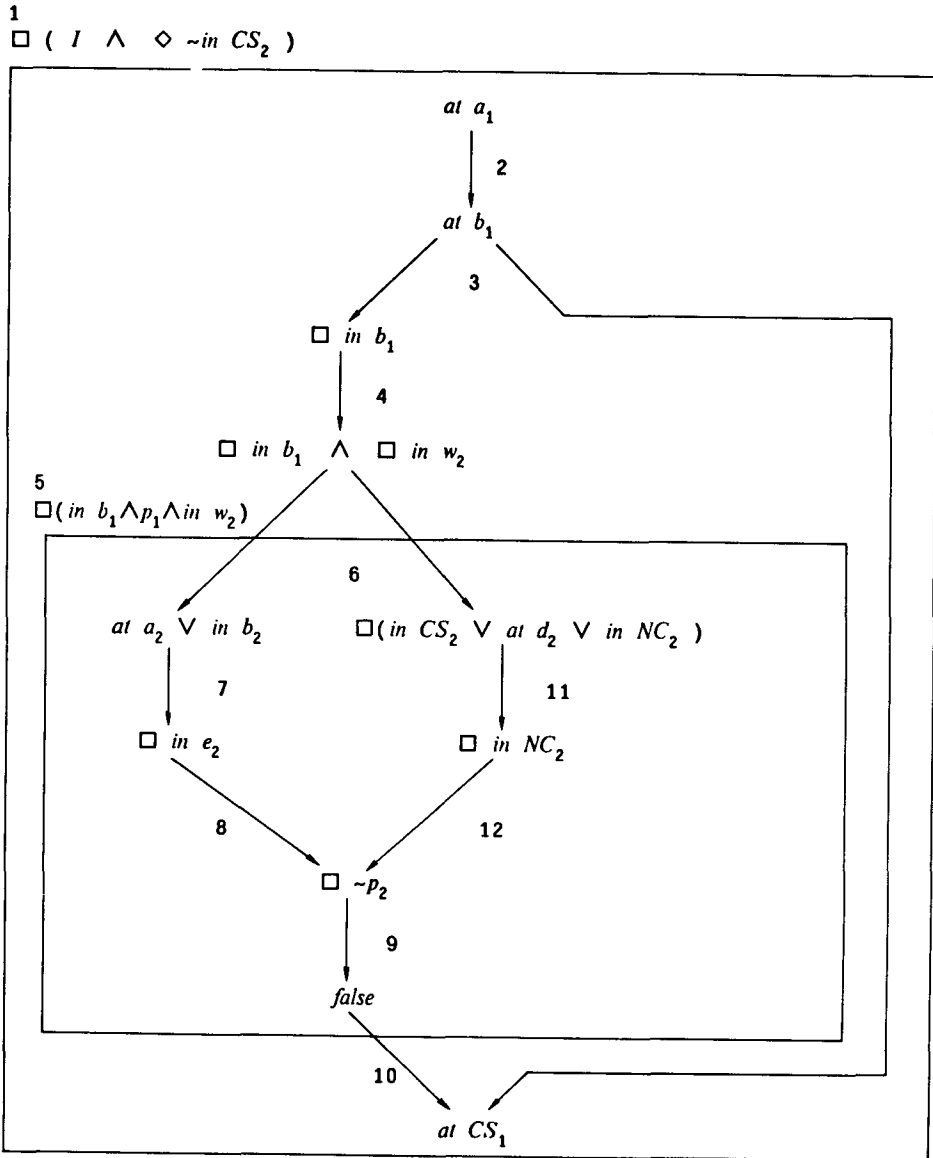 1
□ ( I ∧ ◇ ~in CS₂ )
at a₁
2
at b₁
3
□ in b₁
4
□ in b₁ ∧ □ in w₂
5
□(in b₁∧p₁∧in w₂)
6
at a₂ ∨ in b₂ □(in CS₂ ∨ at d₂ ∨ in NC₂ )
7 11
□ in e₂ □ in NC₂
8 12
□ ~p₂
9
false
10
at CS₁